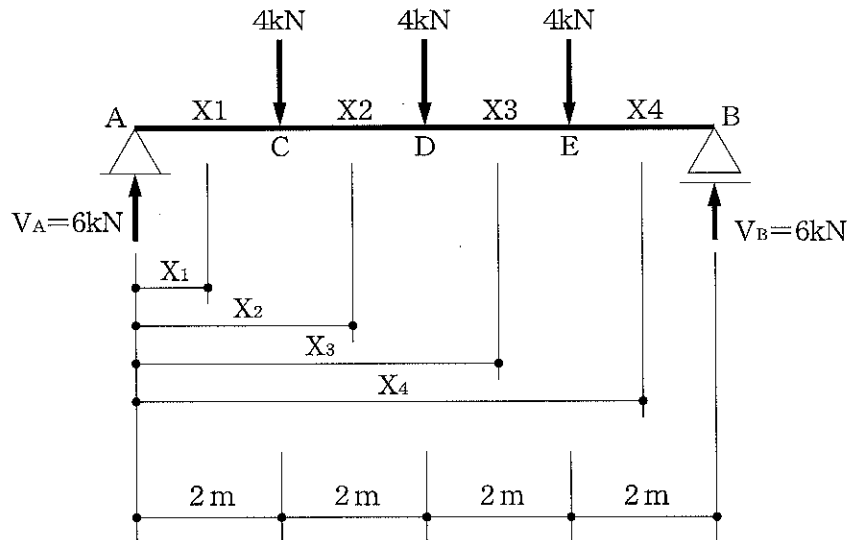 4kN 4kN 4kN
A X1 X2 X3 X4 B
C D E
VA=6kN VB=6kN
X1
X2
X3
X4
2m 2m 2m 2m